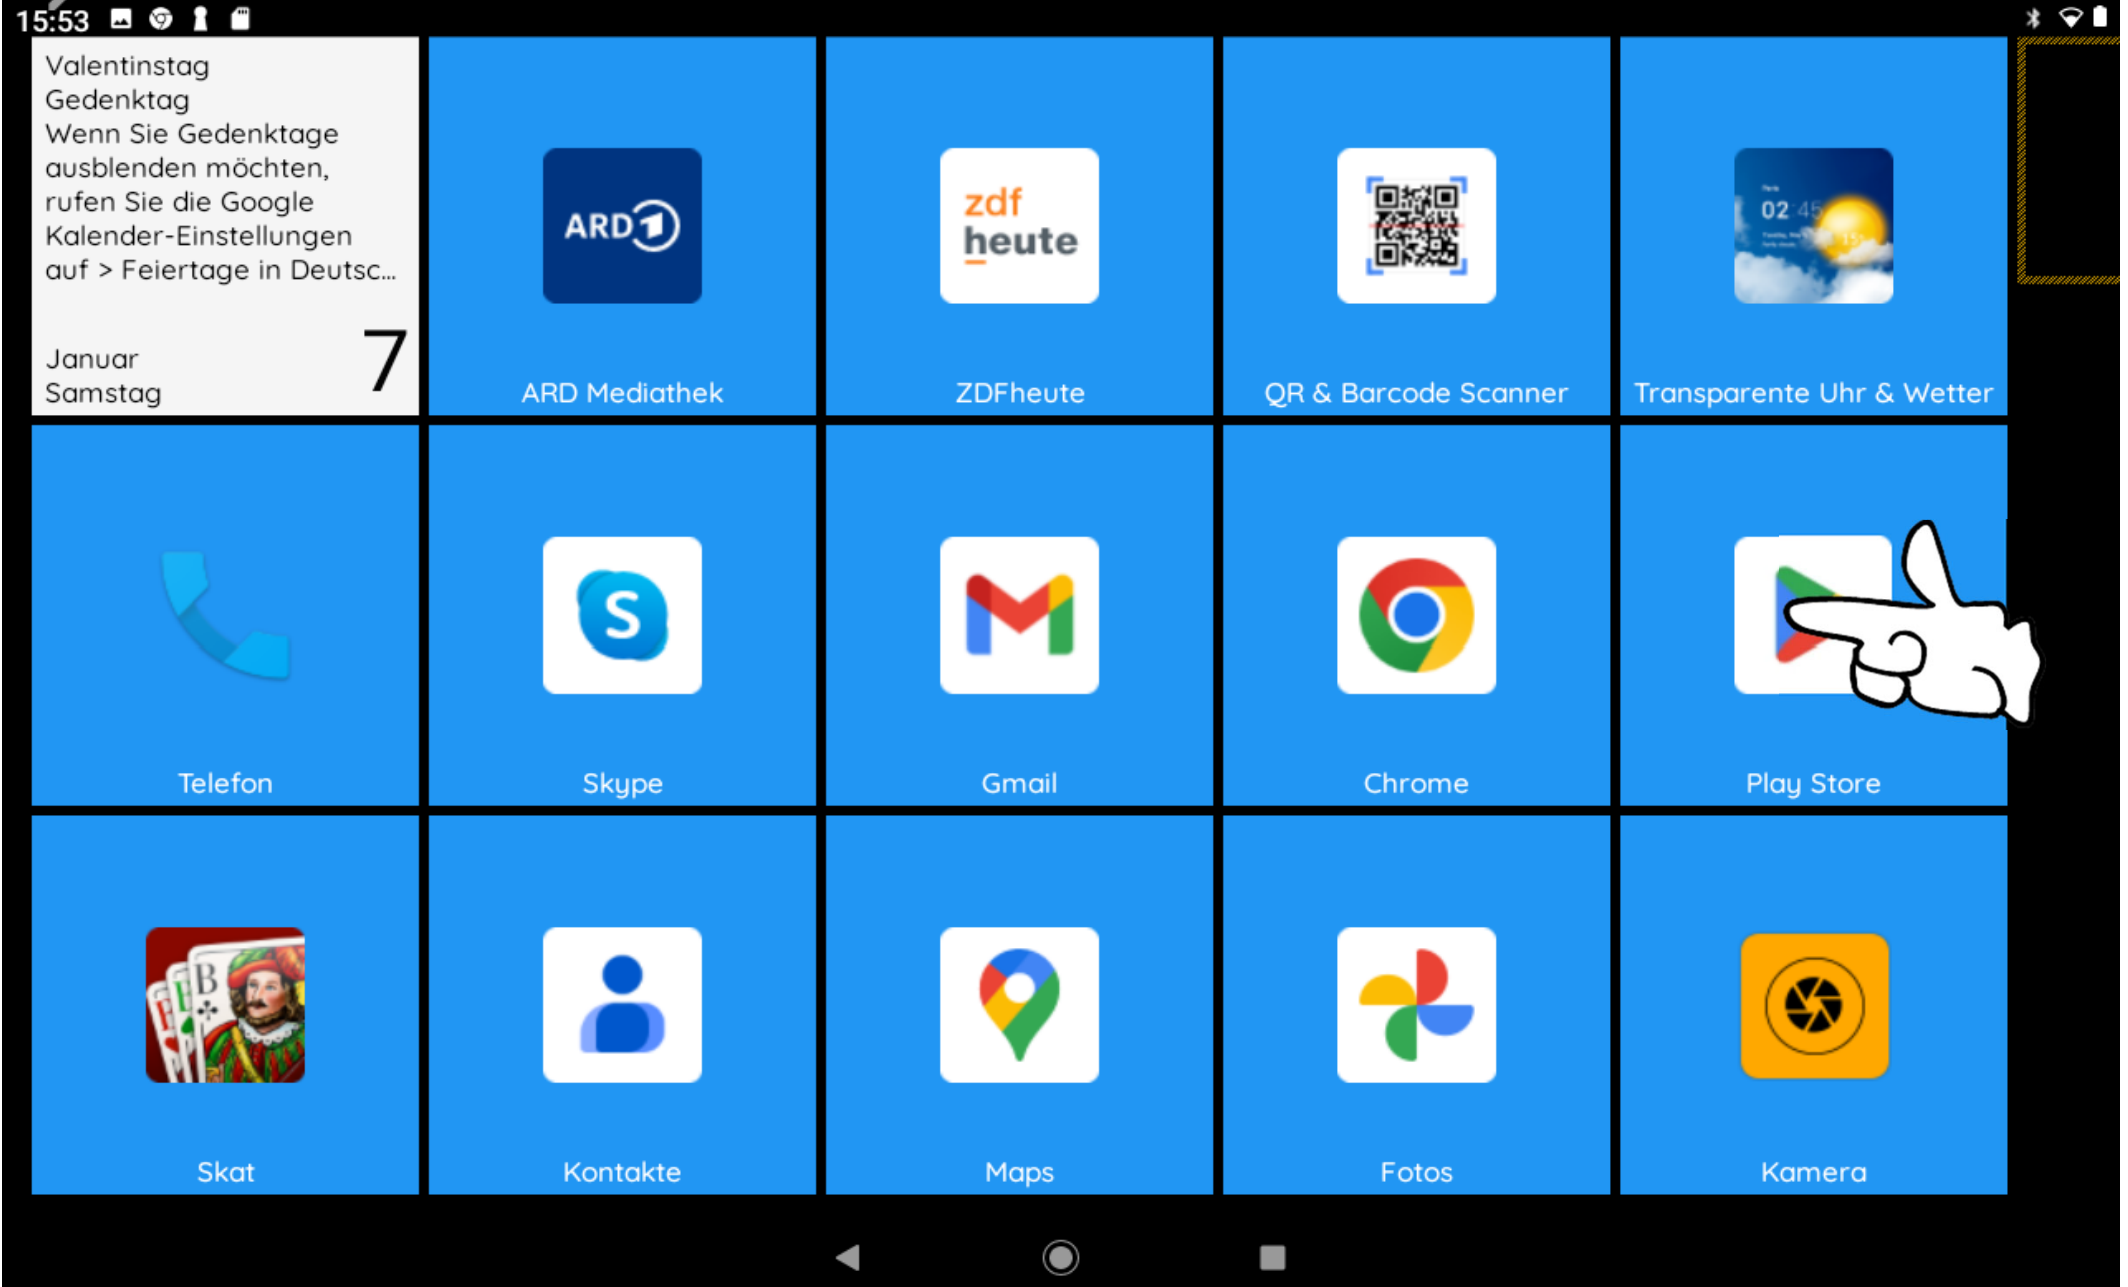 15:53
Valentinstag
Gedenktag
Wenn Sie Gedenktage
ausblenden möchten,
rufen Sie die Google
Kalender-Einstellungen
auf > Feiertage in Deutsc...
Januar
7
Samstag
ARD 1
ARD Mediathek
zdf
heute
ZDFheute
QR & Barcode Scanner
02:45
Transparente Uhr & Wetter
Telefon
S
Skype
Gmail
Chrome
Play Store
B
Skat
Kontakte
Maps
Fotos
Kamera